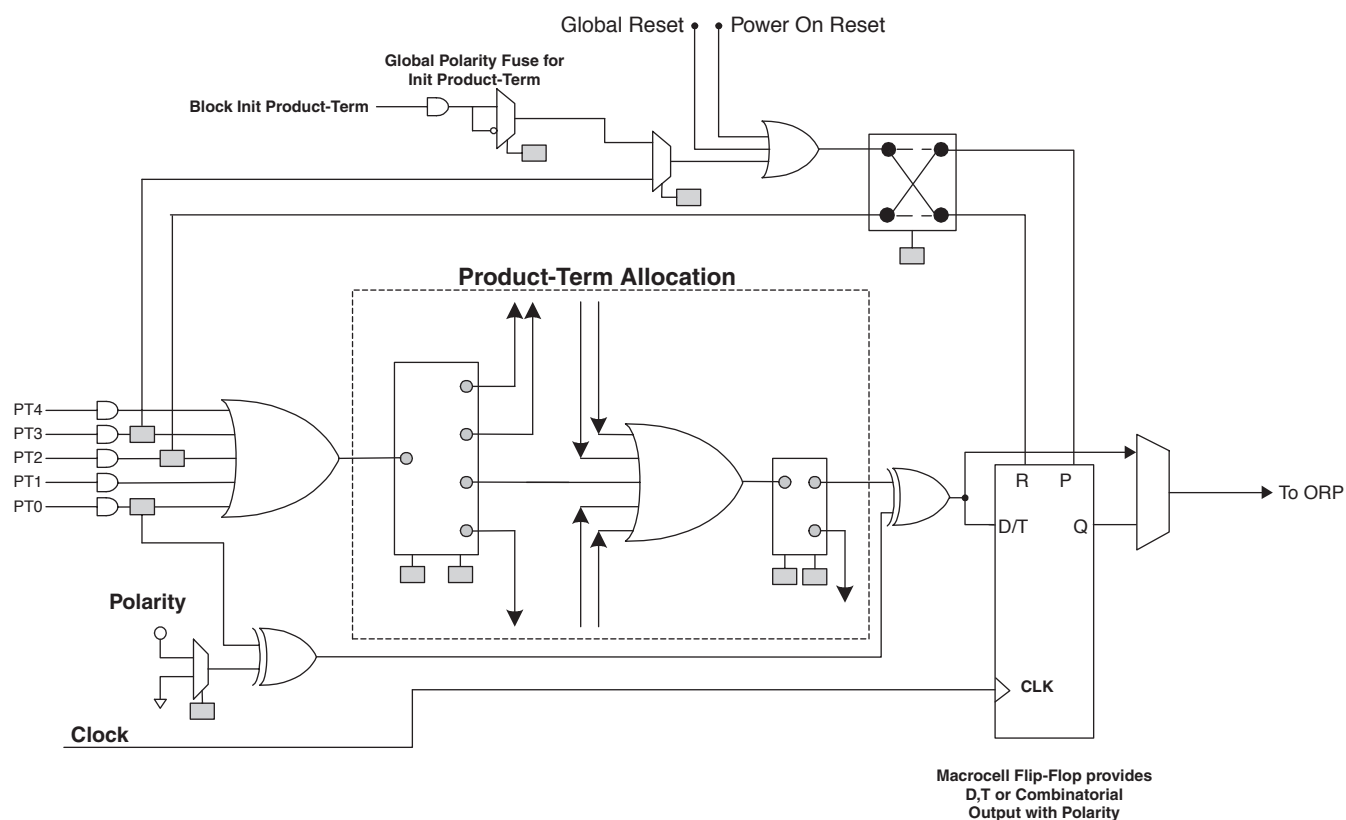 Global Reset
Power On Reset
Global Polarity Fuse for
Init Product-Term
Block Init Product-Term
Product-Term Allocation
PT4
PT3
PT2
PT1
PT0
R
P
D/T
Q
To ORP
Polarity
CLK
Clock
Macrocell Flip-Flop provides
D,T or Combinatorial
Output with Polarity